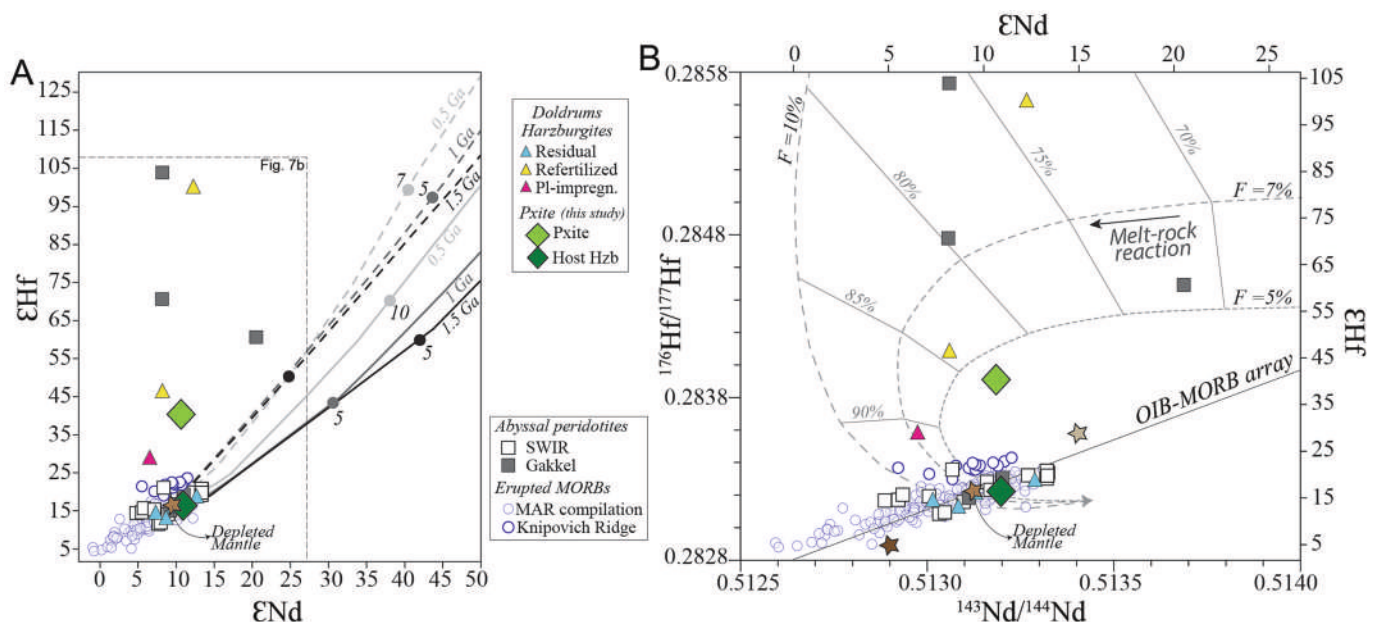 A
εHf
125
115
105
95
85
75
65
55
45
35
25
15
5
0
5
10
15
20
25
30
35
40
45
50
εNd
Fig. 7b
0.5 Ga
1 Ga
1.5 Ga
0.5 Ga
1 Ga
1.5 Ga
7
5
10
5
5
Depleted
Mantle
Doldrums
Harzburgites
Residual
Refertilized
Pl-impregn.
Pxite (this study)
Pxite
Host Hzb
Abyssal peridotites
SWIR
Gakkel
Erupted MORBs
MAR compilation
Knipovich Ridge
B
εNd
0
5
10
15
20
25
0.2858
0.2848
0.2838
0.2828
176Hf/177Hf
105
95
85
75
65
55
45
35
25
15
5
εHf
F =10%
80%
75%
70%
F =7%
Melt-rock
reaction
F =5%
85%
90%
OIB-MORB array
Depleted
Mantle
0.5125
0.5130
0.5135
0.5140
143Nd/144Nd